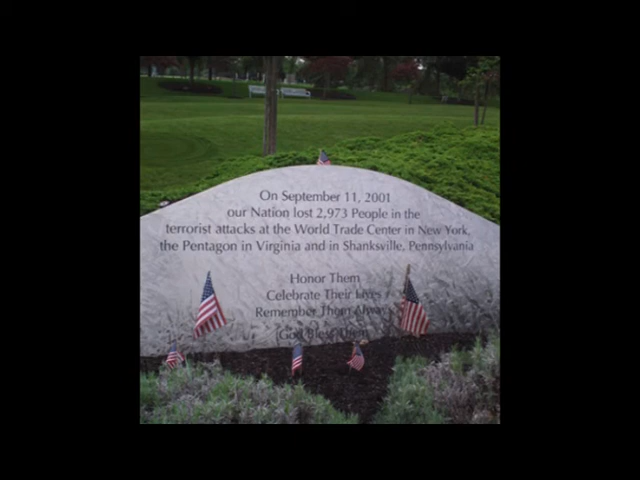 On September 11, 2001
our Nation lost 2,973 People in the
terrorist attacks at the World Trade Center in New York,
the Pentagon in Virginia and in Shanksville, Pennsylvania
Honor Them
Celebrate Their Lives
Remember Them Always
God Bless Them